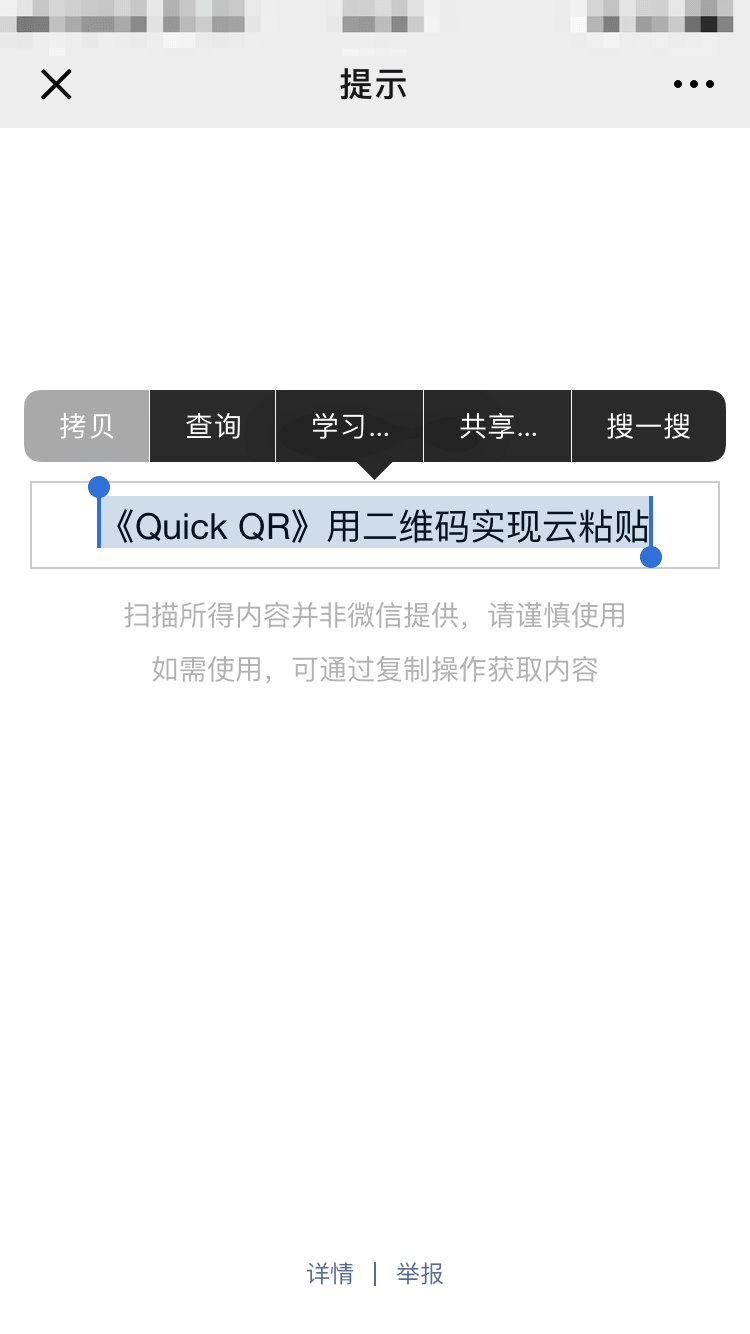 提示
拷贝 查询 学习... 共享... 搜一搜
《Quick QR》用二维码实现云粘贴
扫描所得内容并非微信提供，请谨慎使用
如需使用，可通过复制操作获取内容
详情 | 举报